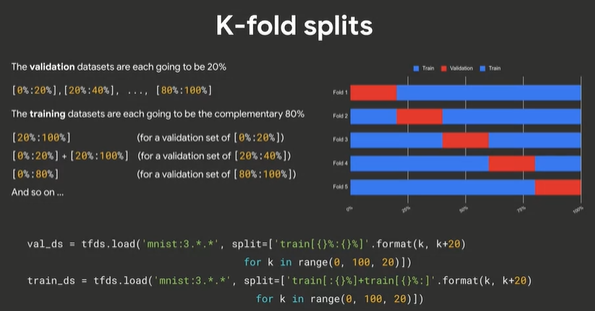 K-fold splits
The validation datasets are each going to be 20%
[0%:20%],[20%:40%], ..., [80%:100%]
The training datasets are each going to be the complementary 80%
[20%:100%] (for a validation set of [0%:20%])
[0%:20%]+[20%:100%] (for a validation set of [20%:40%])
[0%:80%] (for a validation set of [80%:100%])
And so on ...
Train Validation Train
Fold 1
Fold 2
Fold 3
Fold 4
Fold 5
0% 25% 50% 75% 100%
val_ds = tfds.load('mnist:3.*.*', split=['train[{}%:{}%]'.format(k, k+20)
for k in range(0, 100, 20)])
train_ds = tfds.load('mnist:3.*.*', split=['train[:{}%]+train[{}%:]'.format(k, k+20)
for k in range(0, 100, 20)])